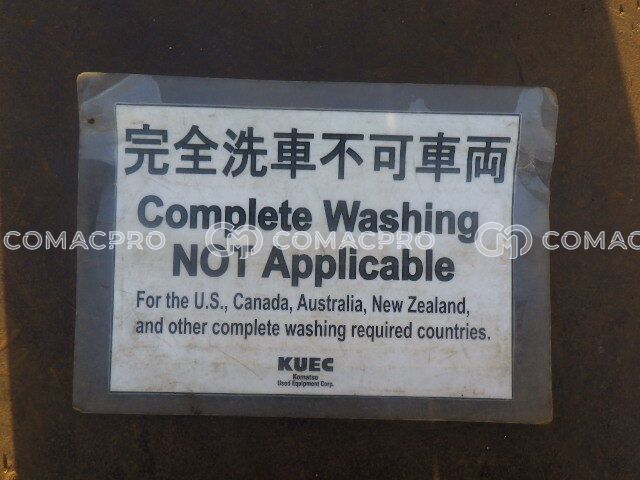 完全洗車不可車両
Complete Washing
NOT Applicable
COMACPRO COMACPRO COMAC
For the U.S., Canada, Australia, New Zealand,
and other complete washing required countries.
KUEC
Komatsu
Used Equipment Corp.